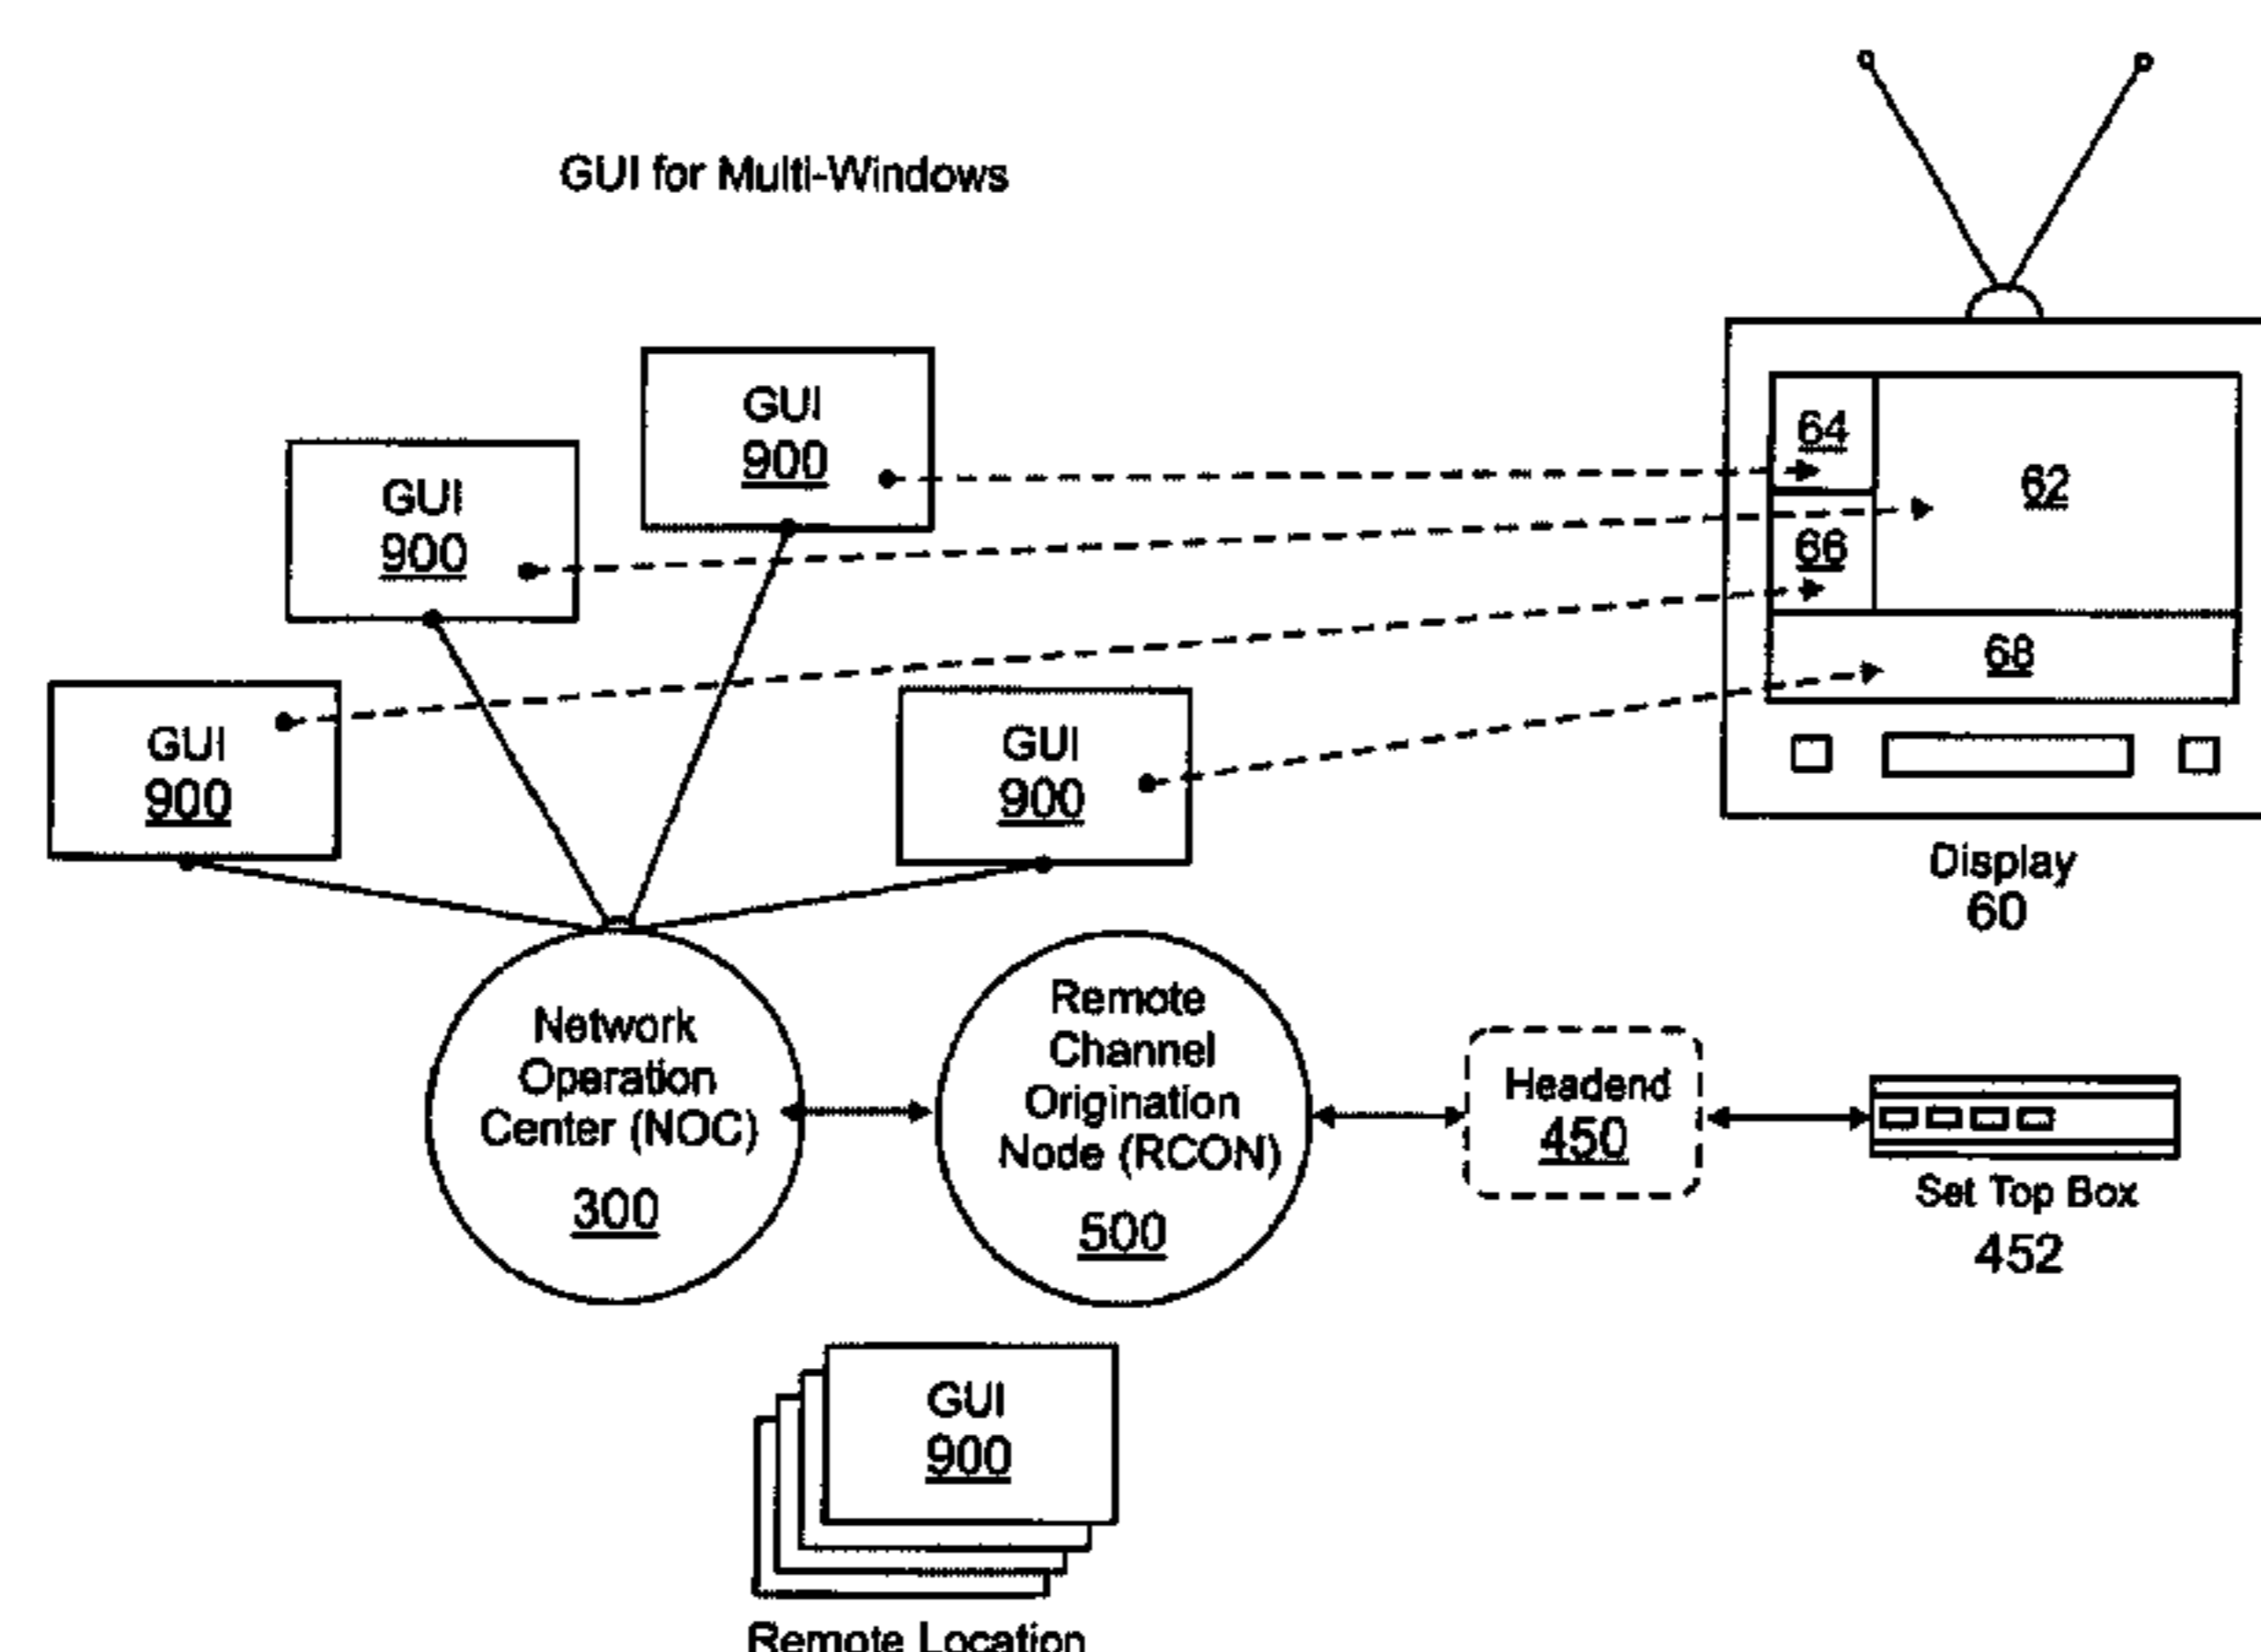 GUI for Multi-Windows
GUI
900
GUI
900
GUI
900
GUI
900
64
62
66
68
Display
60
Network
Operation
Center (NOC)
300
Remote
Channel
Origination
Node (RCON)
500
Headend
450
Set Top Box
452
GUI
900
Remote Location